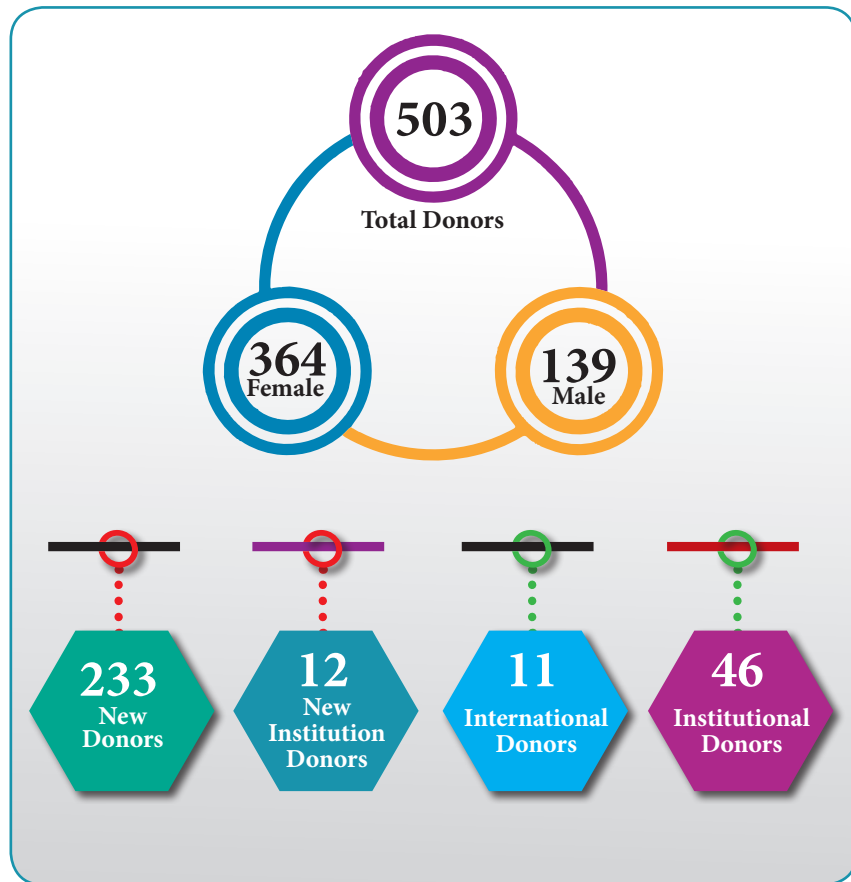 503
Total Donors
364
Female
139
Male
233
New
Donors
12
New
Institution
Donors
11
International
Donors
46
Institutional
Donors